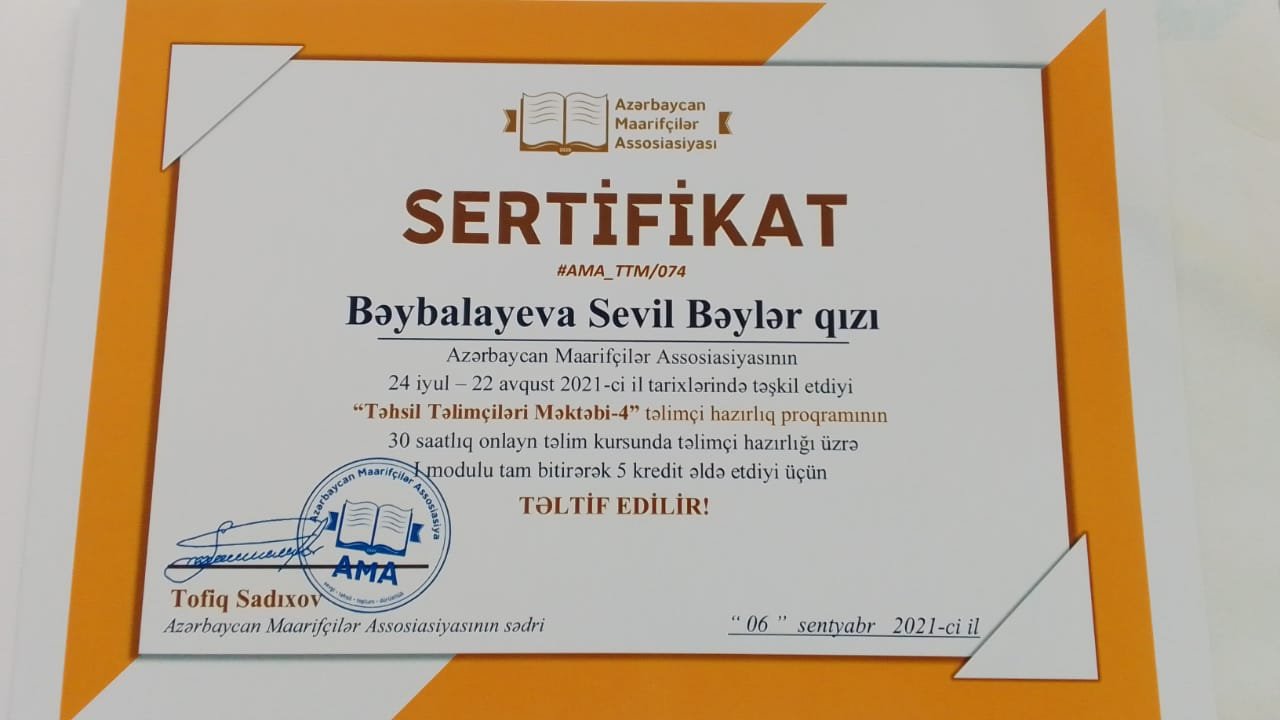 Azərbaycan
Maarifçilər
Assosiasiyası
SERTİFİKAT
#AMA_TTM/074
Bəybalayeva Sevil Bəylər qızı
Azərbaycan Maarifçilər Assosiasiyasının
24 iyul – 22 avqust 2021-ci il tarixlərində təşkil etdiyi
“Təhsil Təlimçiləri Məktəbi-4” təlimçi hazırlıq proqramının
30 saatlıq onlayn təlim kursunda təlimçi hazırlığı üzrə
I modulu tam bitirərək 5 kredit əldə etdiyi üçün
TƏLTİF EDİLİR!
Azərbaycan Maarifçilər Assosiasiya
AMA
Tofiq Sadıxov
Azərbaycan Maarifçilər Assosiasiyasının sədri
“ 06 ” sentyabr 2021-ci il